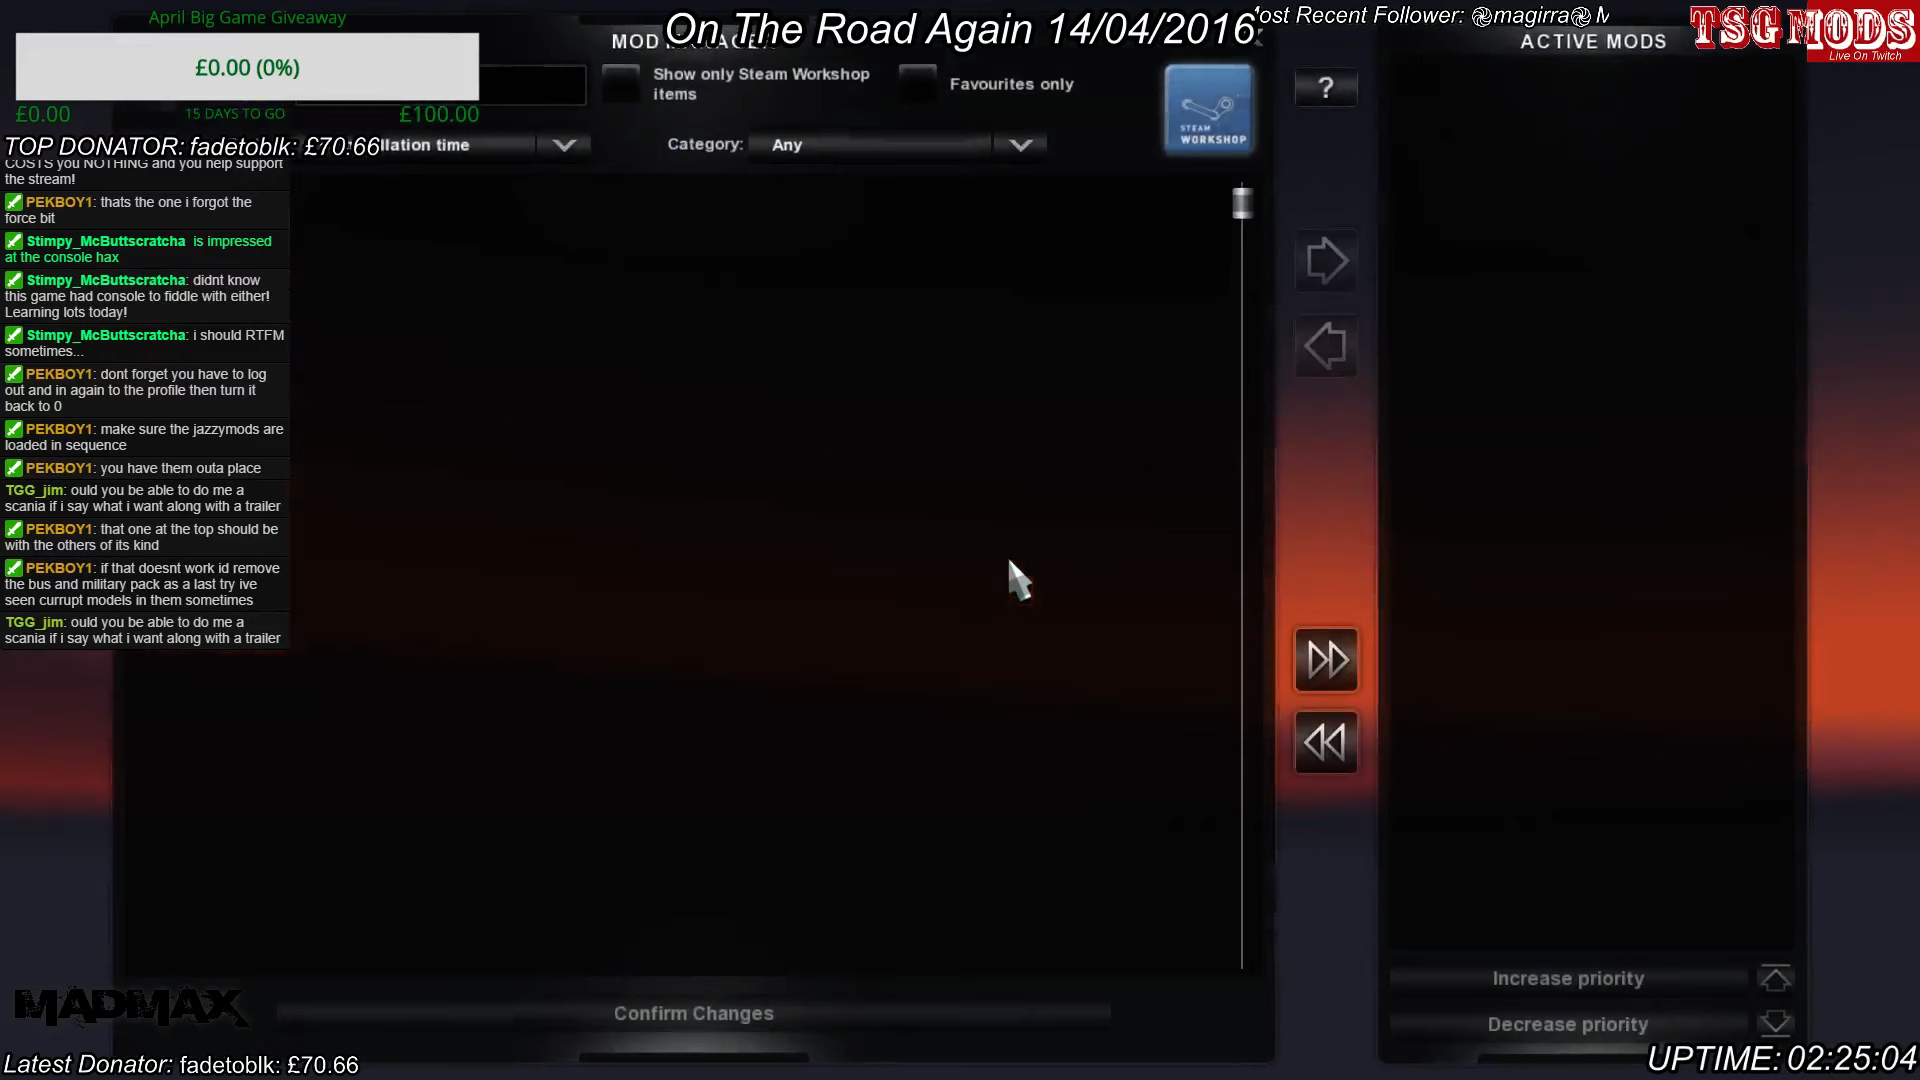 April Big Game Giveaway
£0.00 (0%)
£0.00 15 DAYS TO GO £100.00
TOP DONATOR: fadetoblk: £70.66
On The Road Again 14/04/2016
Most Recent Follower: @magirra@
TSG MODS
Live On Twitch
MOD
Show only Steam Workshop
items
Favourites only
STEAM
WORKSHOP
?
ACTIVE MODS
llation time
Category: Any
COSTS you NOTHING and you help support
the stream!
PEKBOY1: thats the one i forgot the
force bit
Stimpy_McButtscratcha is impressed
at the console hax
Stimpy_McButtscratcha: didnt know
this game had console to fiddle with either!
Learning lots today!
Stimpy_McButtscratcha: i should RTFM
sometimes...
PEKBOY1: dont forget you have to log
out and in again to the profile then turn it
back to 0
PEKBOY1: make sure the jazzymods are
loaded in sequence
PEKBOY1: you have them outa place
TGG_jim: ould you be able to do me a
scania if i say what i want along with a trailer
PEKBOY1: that one at the top should be
with the others of its kind
PEKBOY1: if that doesnt work id remove
the bus and military pack as a last try ive
seen currupt models in them sometimes
TGG_jim: ould you be able to do me a
scania if i say what i want along with a trailer
MADMAX
Confirm Changes
Increase priority
Decrease priority
Latest Donator: fadetoblk: £70.66
UPTIME: 02:25:04